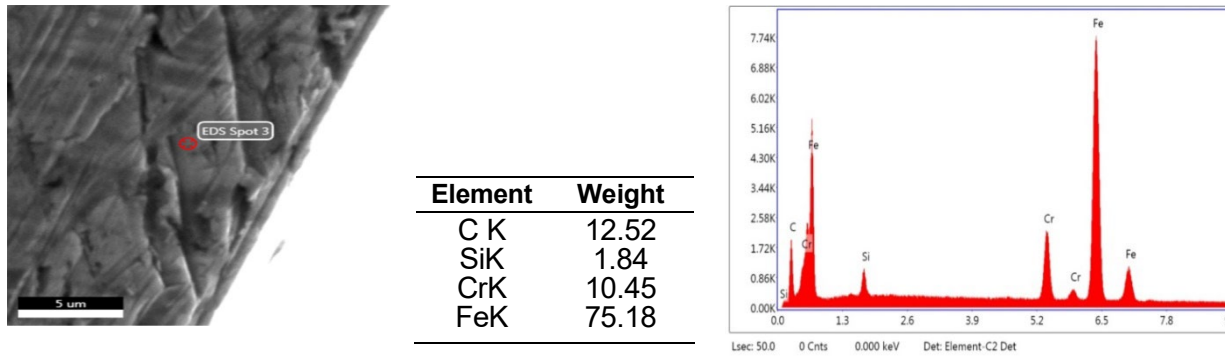 EDS Spot 3
5 um
Element Weight
C K 12.52
SiK 1.84
CrK 10.45
FeK 75.18
7.74K
6.88K
6.02K
5.16K
4.30K
3.44K
2.58K
1.72K
0.86K
0.00K
Fe
Fe
C
Cr
Si
Si
Cr
Cr
Fe
0.0 1.3 2.6 3.9 5.2 6.5 7.8
Lsec: 50.0 0 Cnts 0.000 keV Det: Element-C2 Det